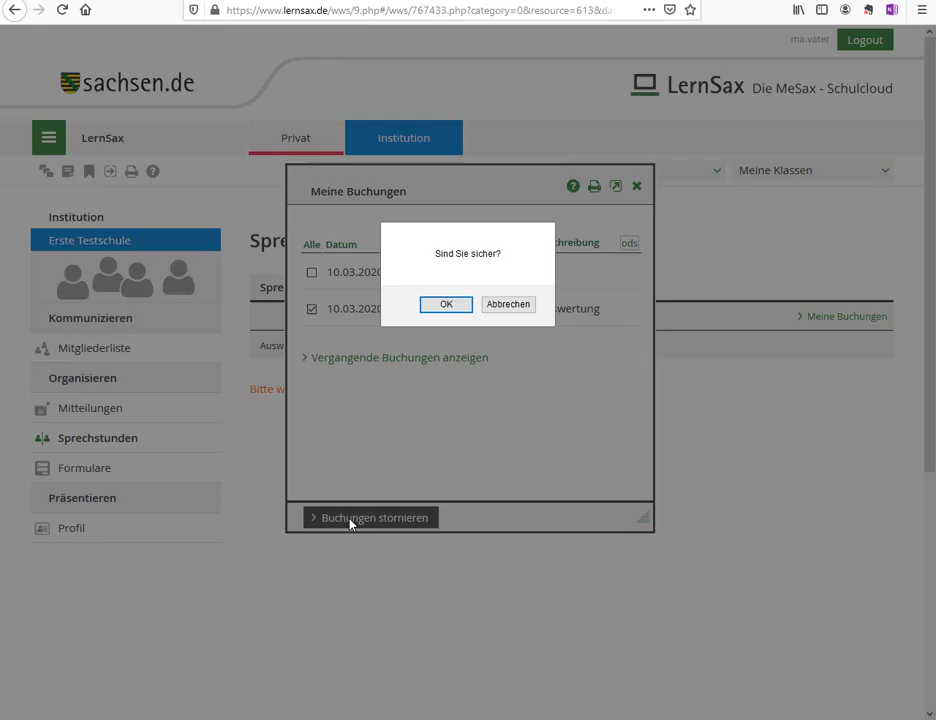 https://www.lernsax.de/wws/9.php#/wws/767433.php?category=0&resource=613&da
ma.vater Logout
sachsen.de
LernSax Die MeSax - Schulcloud
LernSax Privat Institution
Meine Klassen
Meine Buchungen
Institution
Erste Testschule
Spre
Alle Datum chreibung ods
Sind Sie sicher?
10.03.2020
Spre
OK Abbrechen
10.03.2020 swertung
Meine Buchungen
Kommunizieren
Mitgliederliste
Ausw
Vergangende Buchungen anzeigen
Organisieren
Bitte w
Mitteilungen
Sprechstunden
Formulare
Präsentieren
Buchungen stornieren
Profil